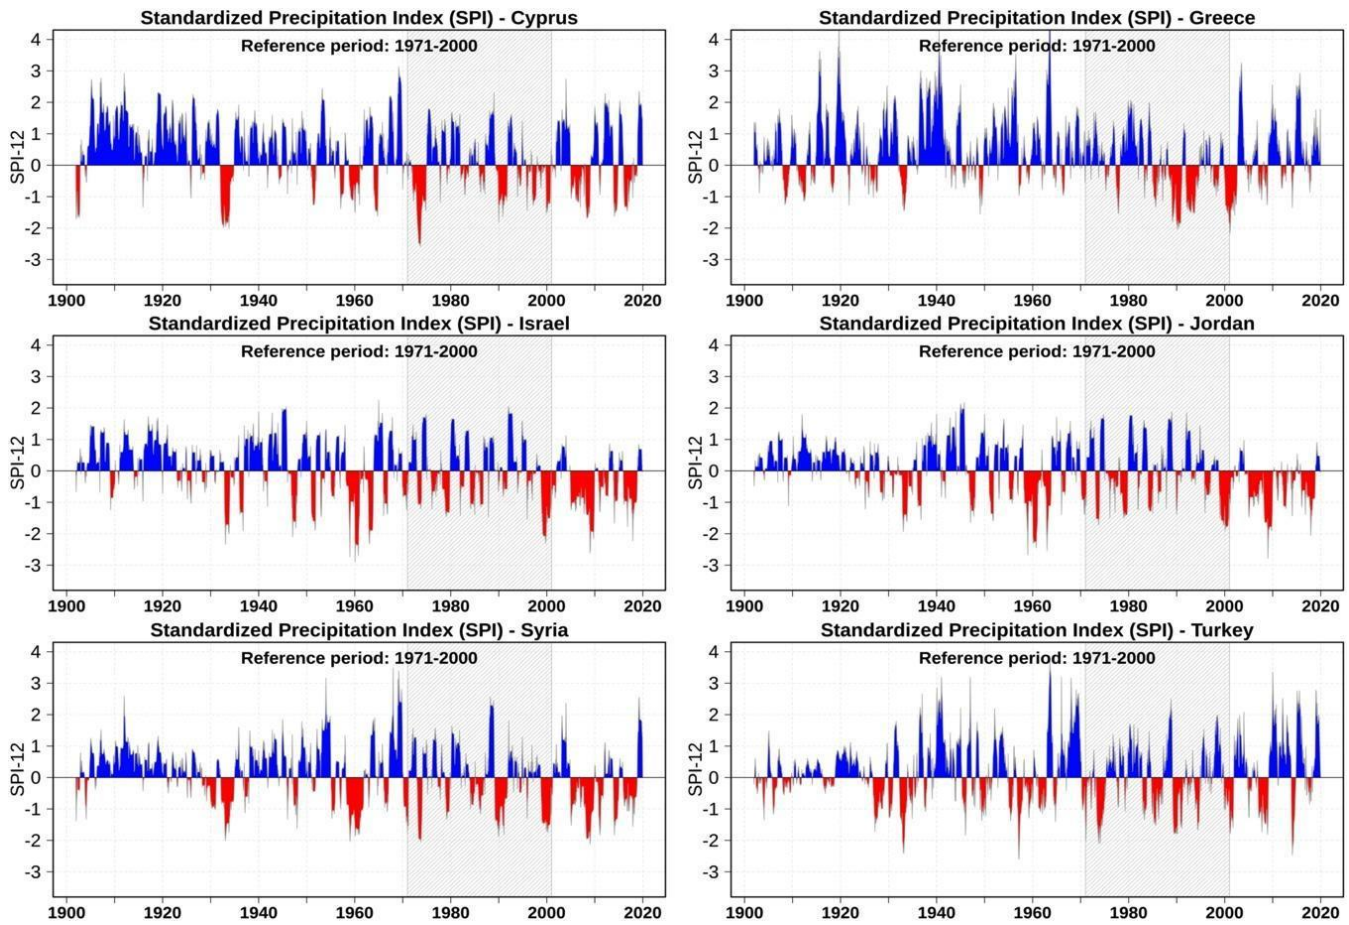 Standardized Precipitation Index (SPI) - Cyprus
Reference period: 1971-2000
SPI-12
4
3
2
1
0
-1
-2
-3
1900 1920 1940 1960 1980 2000 2020
Standardized Precipitation Index (SPI) - Greece
Reference period: 1971-2000
SPI-12
4
3
2
1
0
-1
-2
-3
1900 1920 1940 1960 1980 2000 2020
Standardized Precipitation Index (SPI) - Israel
Reference period: 1971-2000
SPI-12
4
3
2
1
0
-1
-2
-3
1900 1920 1940 1960 1980 2000 2020
Standardized Precipitation Index (SPI) - Jordan
Reference period: 1971-2000
SPI-12
4
3
2
1
0
-1
-2
-3
1900 1920 1940 1960 1980 2000 2020
Standardized Precipitation Index (SPI) - Syria
Reference period: 1971-2000
SPI-12
4
3
2
1
0
-1
-2
-3
1900 1920 1940 1960 1980 2000 2020
Standardized Precipitation Index (SPI) - Turkey
Reference period: 1971-2000
SPI-12
4
3
2
1
0
-1
-2
-3
1900 1920 1940 1960 1980 2000 2020